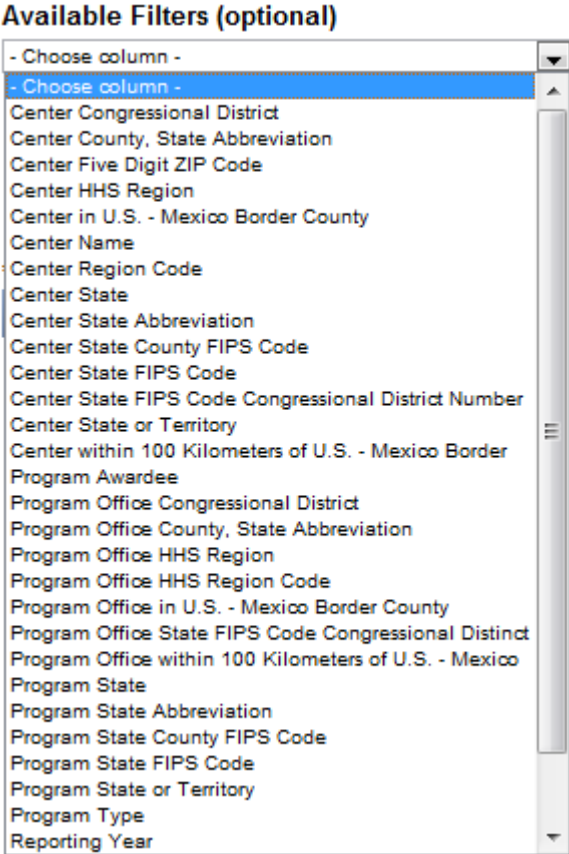 Available Filters (optional)
- Choose column -
- Choose column -
Center Congressional District
Center County, State Abbreviation
Center Five Digit ZIP Code
Center HHS Region
Center in U.S. - Mexico Border County
Center Name
Center Region Code
Center State
Center State Abbreviation
Center State County FIPS Code
Center State FIPS Code
Center State FIPS Code Congressional District Number
Center State or Territory
Center within 100 Kilometers of U.S. - Mexico Border
Program Awardee
Program Office Congressional District
Program Office County, State Abbreviation
Program Office HHS Region
Program Office HHS Region Code
Program Office in U.S. - Mexico Border County
Program Office State FIPS Code Congressional Distinct
Program Office within 100 Kilometers of U.S. - Mexico
Program State
Program State Abbreviation
Program State County FIPS Code
Program State FIPS Code
Program State or Territory
Program Type
Reporting Year